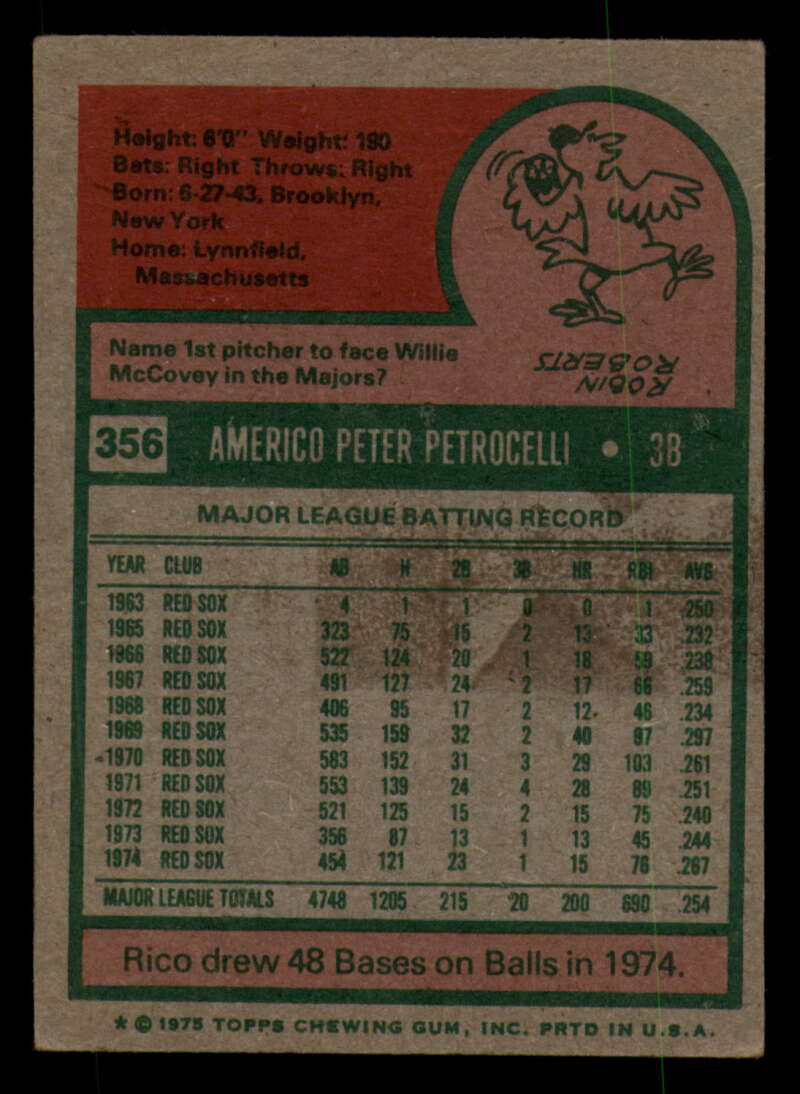 Height: 6'0" Weight: 190
Bats: Right Throws: Right
Born: 6-27-43, Brooklyn,
New York
Home: Lynnfield,
Massachusetts
Name 1st pitcher to face Willie
McCovey in the Majors?
ROBIN
ROBERTS
356 AMERICO PETER PETROCELLI • 3B
MAJOR LEAGUE BATTING RECORD
YEAR CLUB AB H 2B 3B HR RBI AVG
1963 RED SOX 4 1 1 0 0 1 .250
1965 RED SOX 323 75 15 2 13 33 .232
1966 RED SOX 522 124 20 1 18 59 .238
1967 RED SOX 491 127 24 2 17 66 .259
1968 RED SOX 406 95 17 2 12 46 .234
1969 RED SOX 535 159 32 2 40 97 .297
1970 RED SOX 583 152 31 3 29 103 .261
1971 RED SOX 553 139 24 4 28 89 .251
1972 RED SOX 521 125 15 2 15 75 .240
1973 RED SOX 356 87 13 1 13 45 .244
1974 RED SOX 454 121 23 1 15 76 .267
MAJOR LEAGUE TOTALS 4748 1205 215 20 200 690 .254
Rico drew 48 Bases on Balls in 1974.
* © 1975 TOPPS CHEWING GUM, INC. PRTD IN U.S.A.